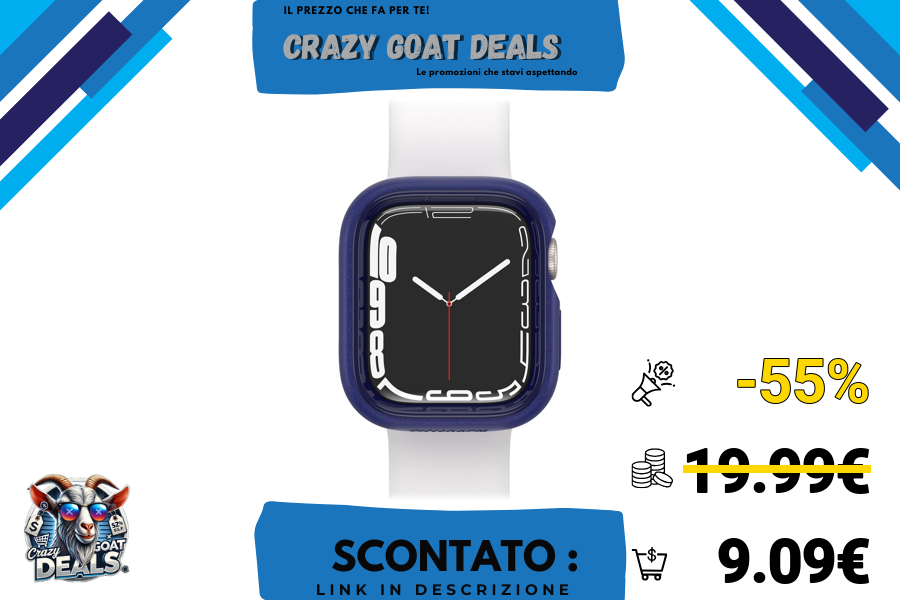 IL PREZZO CHE FA PER TE!
CRAZY GOAT DEALS
Le promozioni che stavi aspettando
-55%
19.99€
9.09€
Crazy
GOAT
DEALS
SCONTATO :
LINK IN DESCRIZIONE